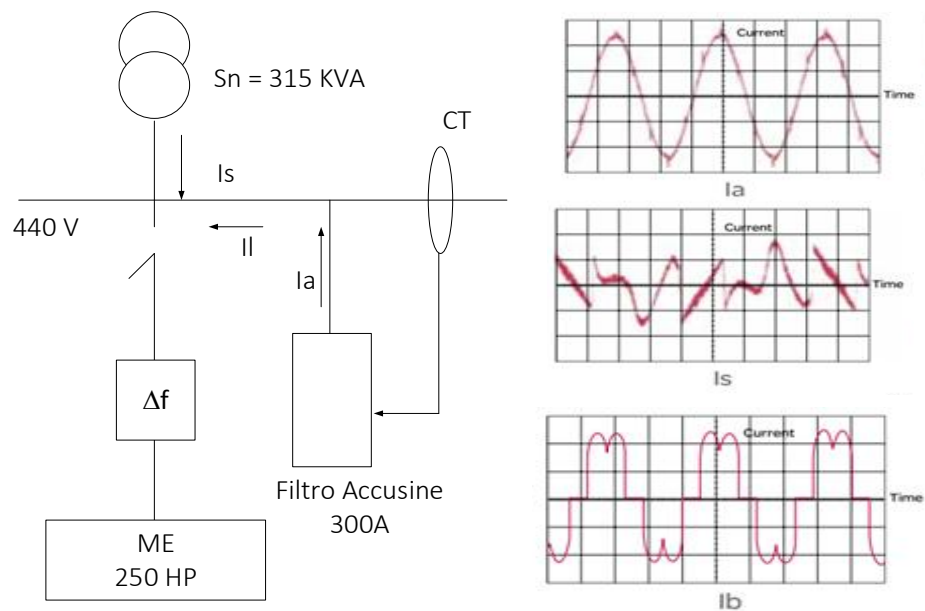 Sn = 315 KVA
CT
Is
440 V
Il
Ia
Δf
Filtro Accusine
300A
ME
250 HP
Current
Time
Ia
Current
Time
Is
Current
Time
Ib